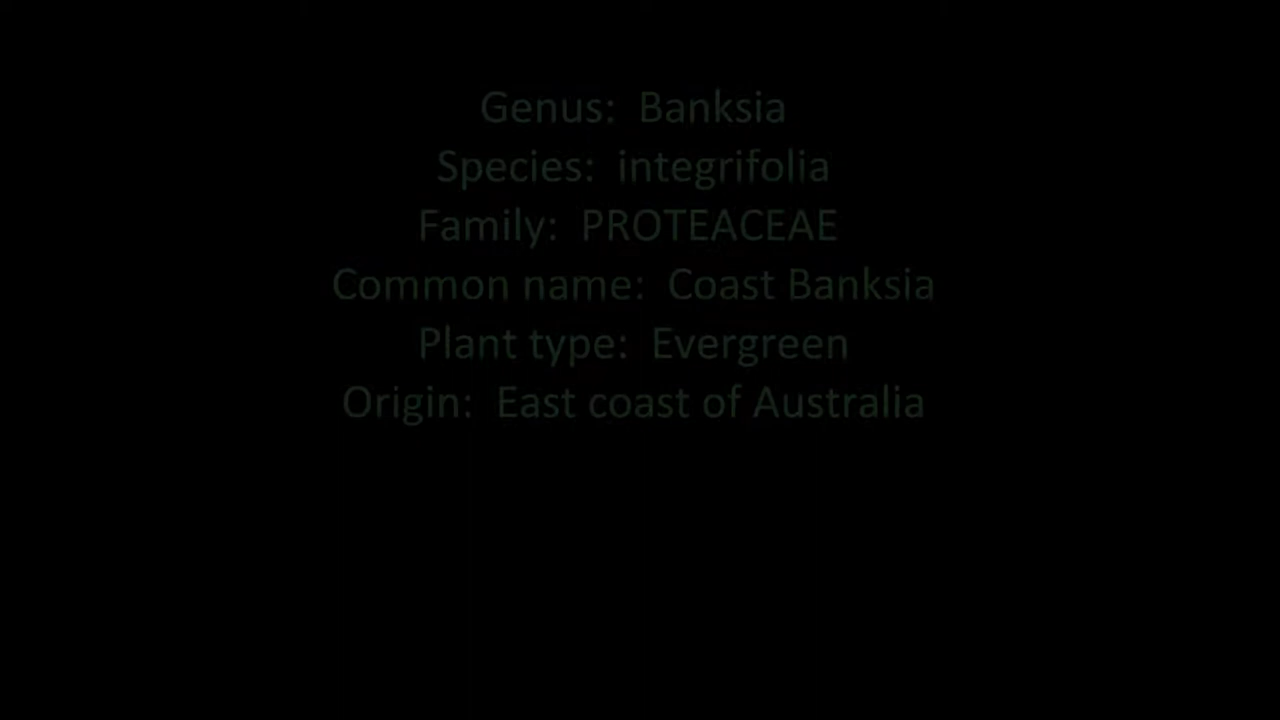 Genus: Banksia
Species: integrifolia
Family: PROTEACEAE
Common name: Coast Banksia
Plant type: Evergreen
Origin: East coast of Australia